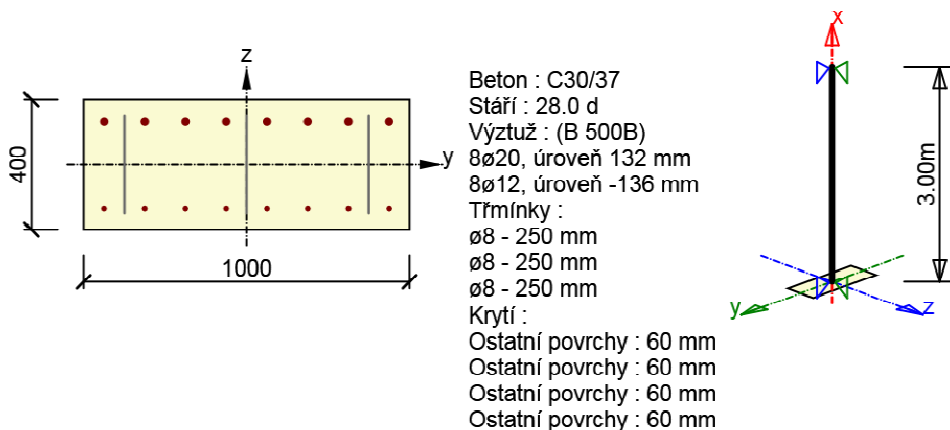 z
y
400
1000
Beton : C30/37
Stáří : 28.0 d
Výztuž : (B 500B)
8ø20, úroveň 132 mm
8ø12, úroveň -136 mm
Třmínky :
ø8 - 250 mm
ø8 - 250 mm
ø8 - 250 mm
Krytí :
Ostatní povrchy : 60 mm
Ostatní povrchy : 60 mm
Ostatní povrchy : 60 mm
Ostatní povrchy : 60 mm
x
3.00m
y
z